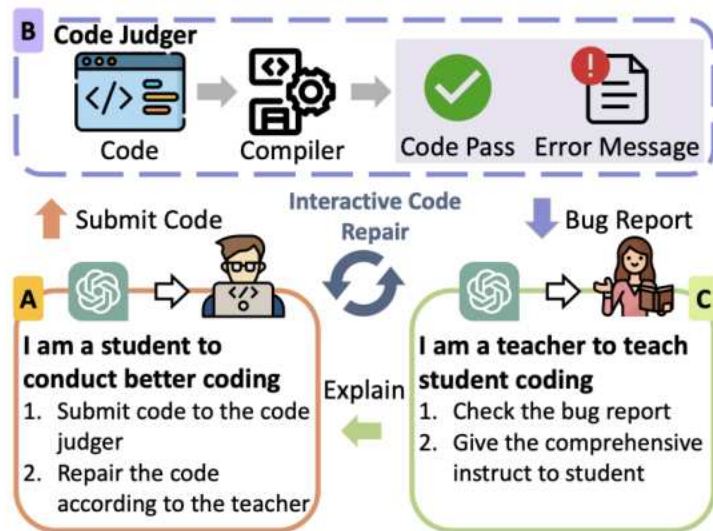 B
Code Judger
</>
Code
Compiler
Code Pass
Error Message
Submit Code
Interactive Code
Repair
Bug Report
A
</>
C
I am a student to
conduct better coding
1. Submit code to the code
judger
2. Repair the code
according to the teacher
Explain
I am a teacher to teach
student coding
1. Check the bug report
2. Give the comprehensive
instruct to student